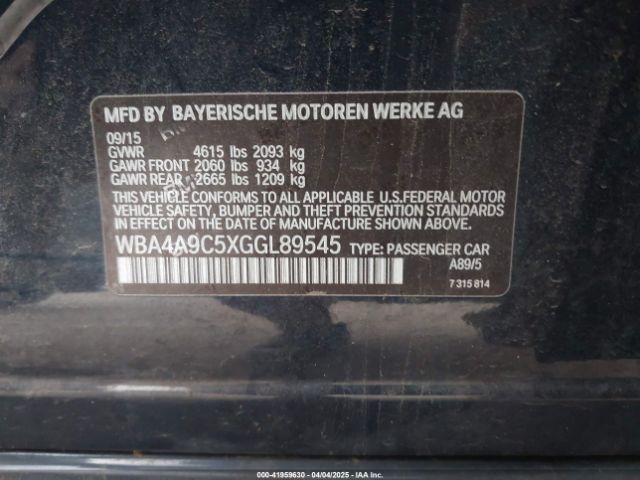 MFD BY BAYERISCHE MOTOREN WERKE AG
09/15
GVWR 4615 lbs 2093 kg
GAWR FRONT 2060 lbs 934 kg
GAWR REAR 2665 lbs 1209 kg
THIS VEHICLE CONFORMS TO ALL APPLICABLE U.S.FEDERAL MOTOR
VEHICLE SAFETY, BUMPER AND THEFT PREVENTION STANDARDS
IN EFFECT ON THE DATE OF MANUFACTURE SHOWN ABOVE.
WBA4A9C5XGGL89545 TYPE: PASSENGER CAR
A89/5
7 315 814
000-41959630 - 04/04/2025 - IAA Inc.